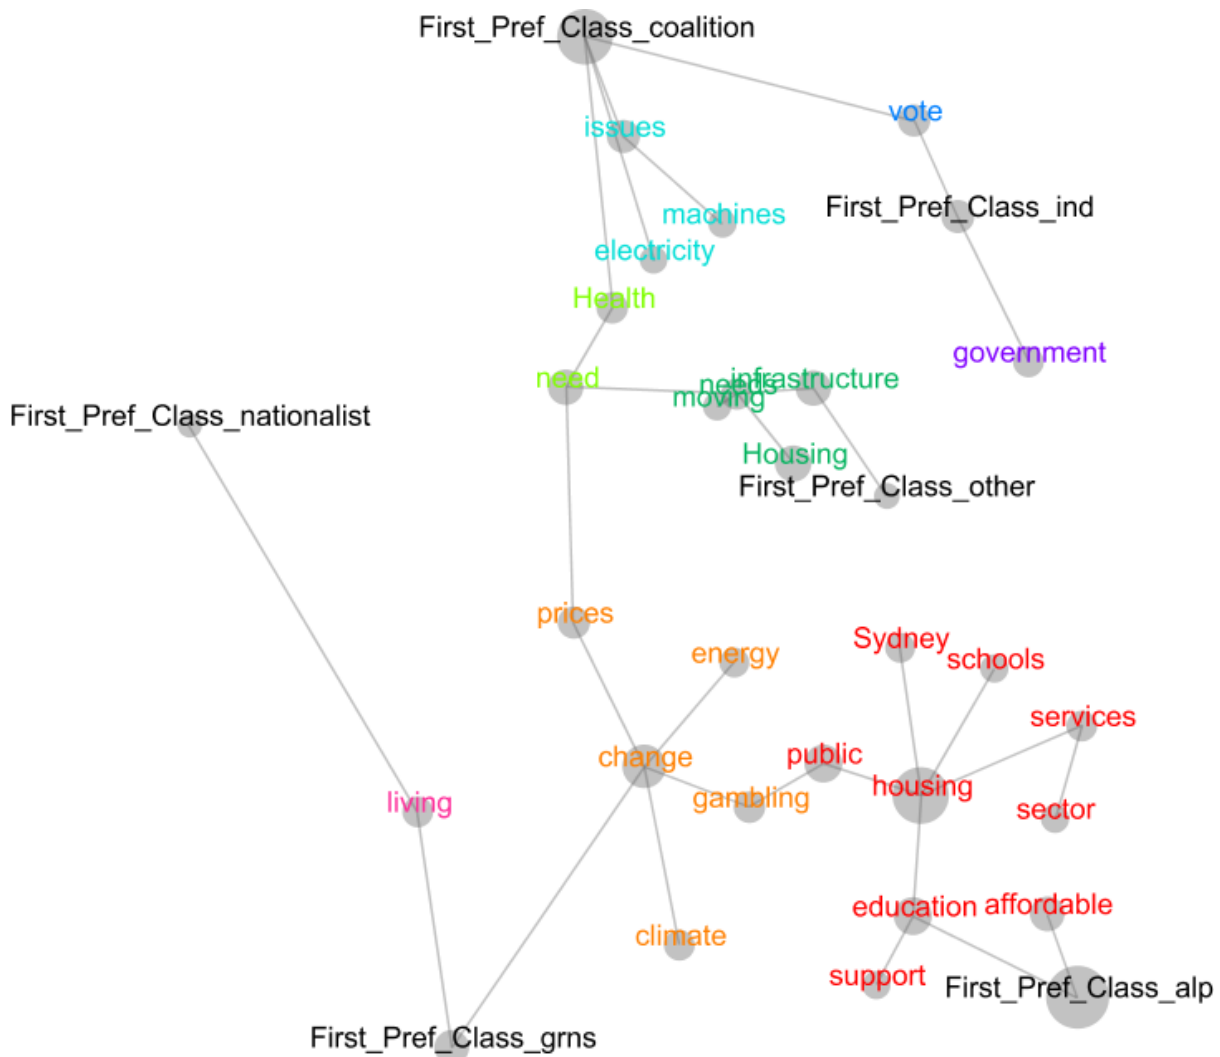 First_Pref_Class_coalition
vote
issues
First_Pref_Class_ind
machines
electricity
Health
government
need
infrastructure
needs
moving
First_Pref_Class_nationalist
Housing
First_Pref_Class_other
prices
Sydney
energy
schools
services
public
change
housing
gambling
living
sector
education
affordable
climate
support
First_Pref_Class_alp
First_Pref_Class_grns